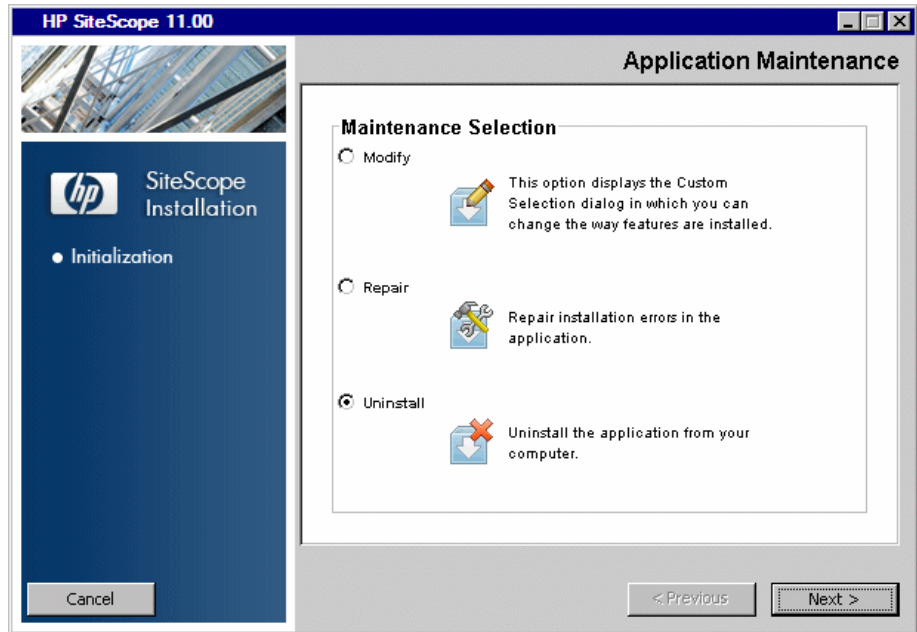 HP SiteScope 11.00
Application Maintenance
hp
SiteScope
Installation
Initialization
Maintenance Selection
Modify
This option displays the Custom
Selection dialog in which you can
change the way features are installed.
Repair
Repair installation errors in the
application.
Uninstall
Uninstall the application from your
computer.
Cancel
< Previous
Next >